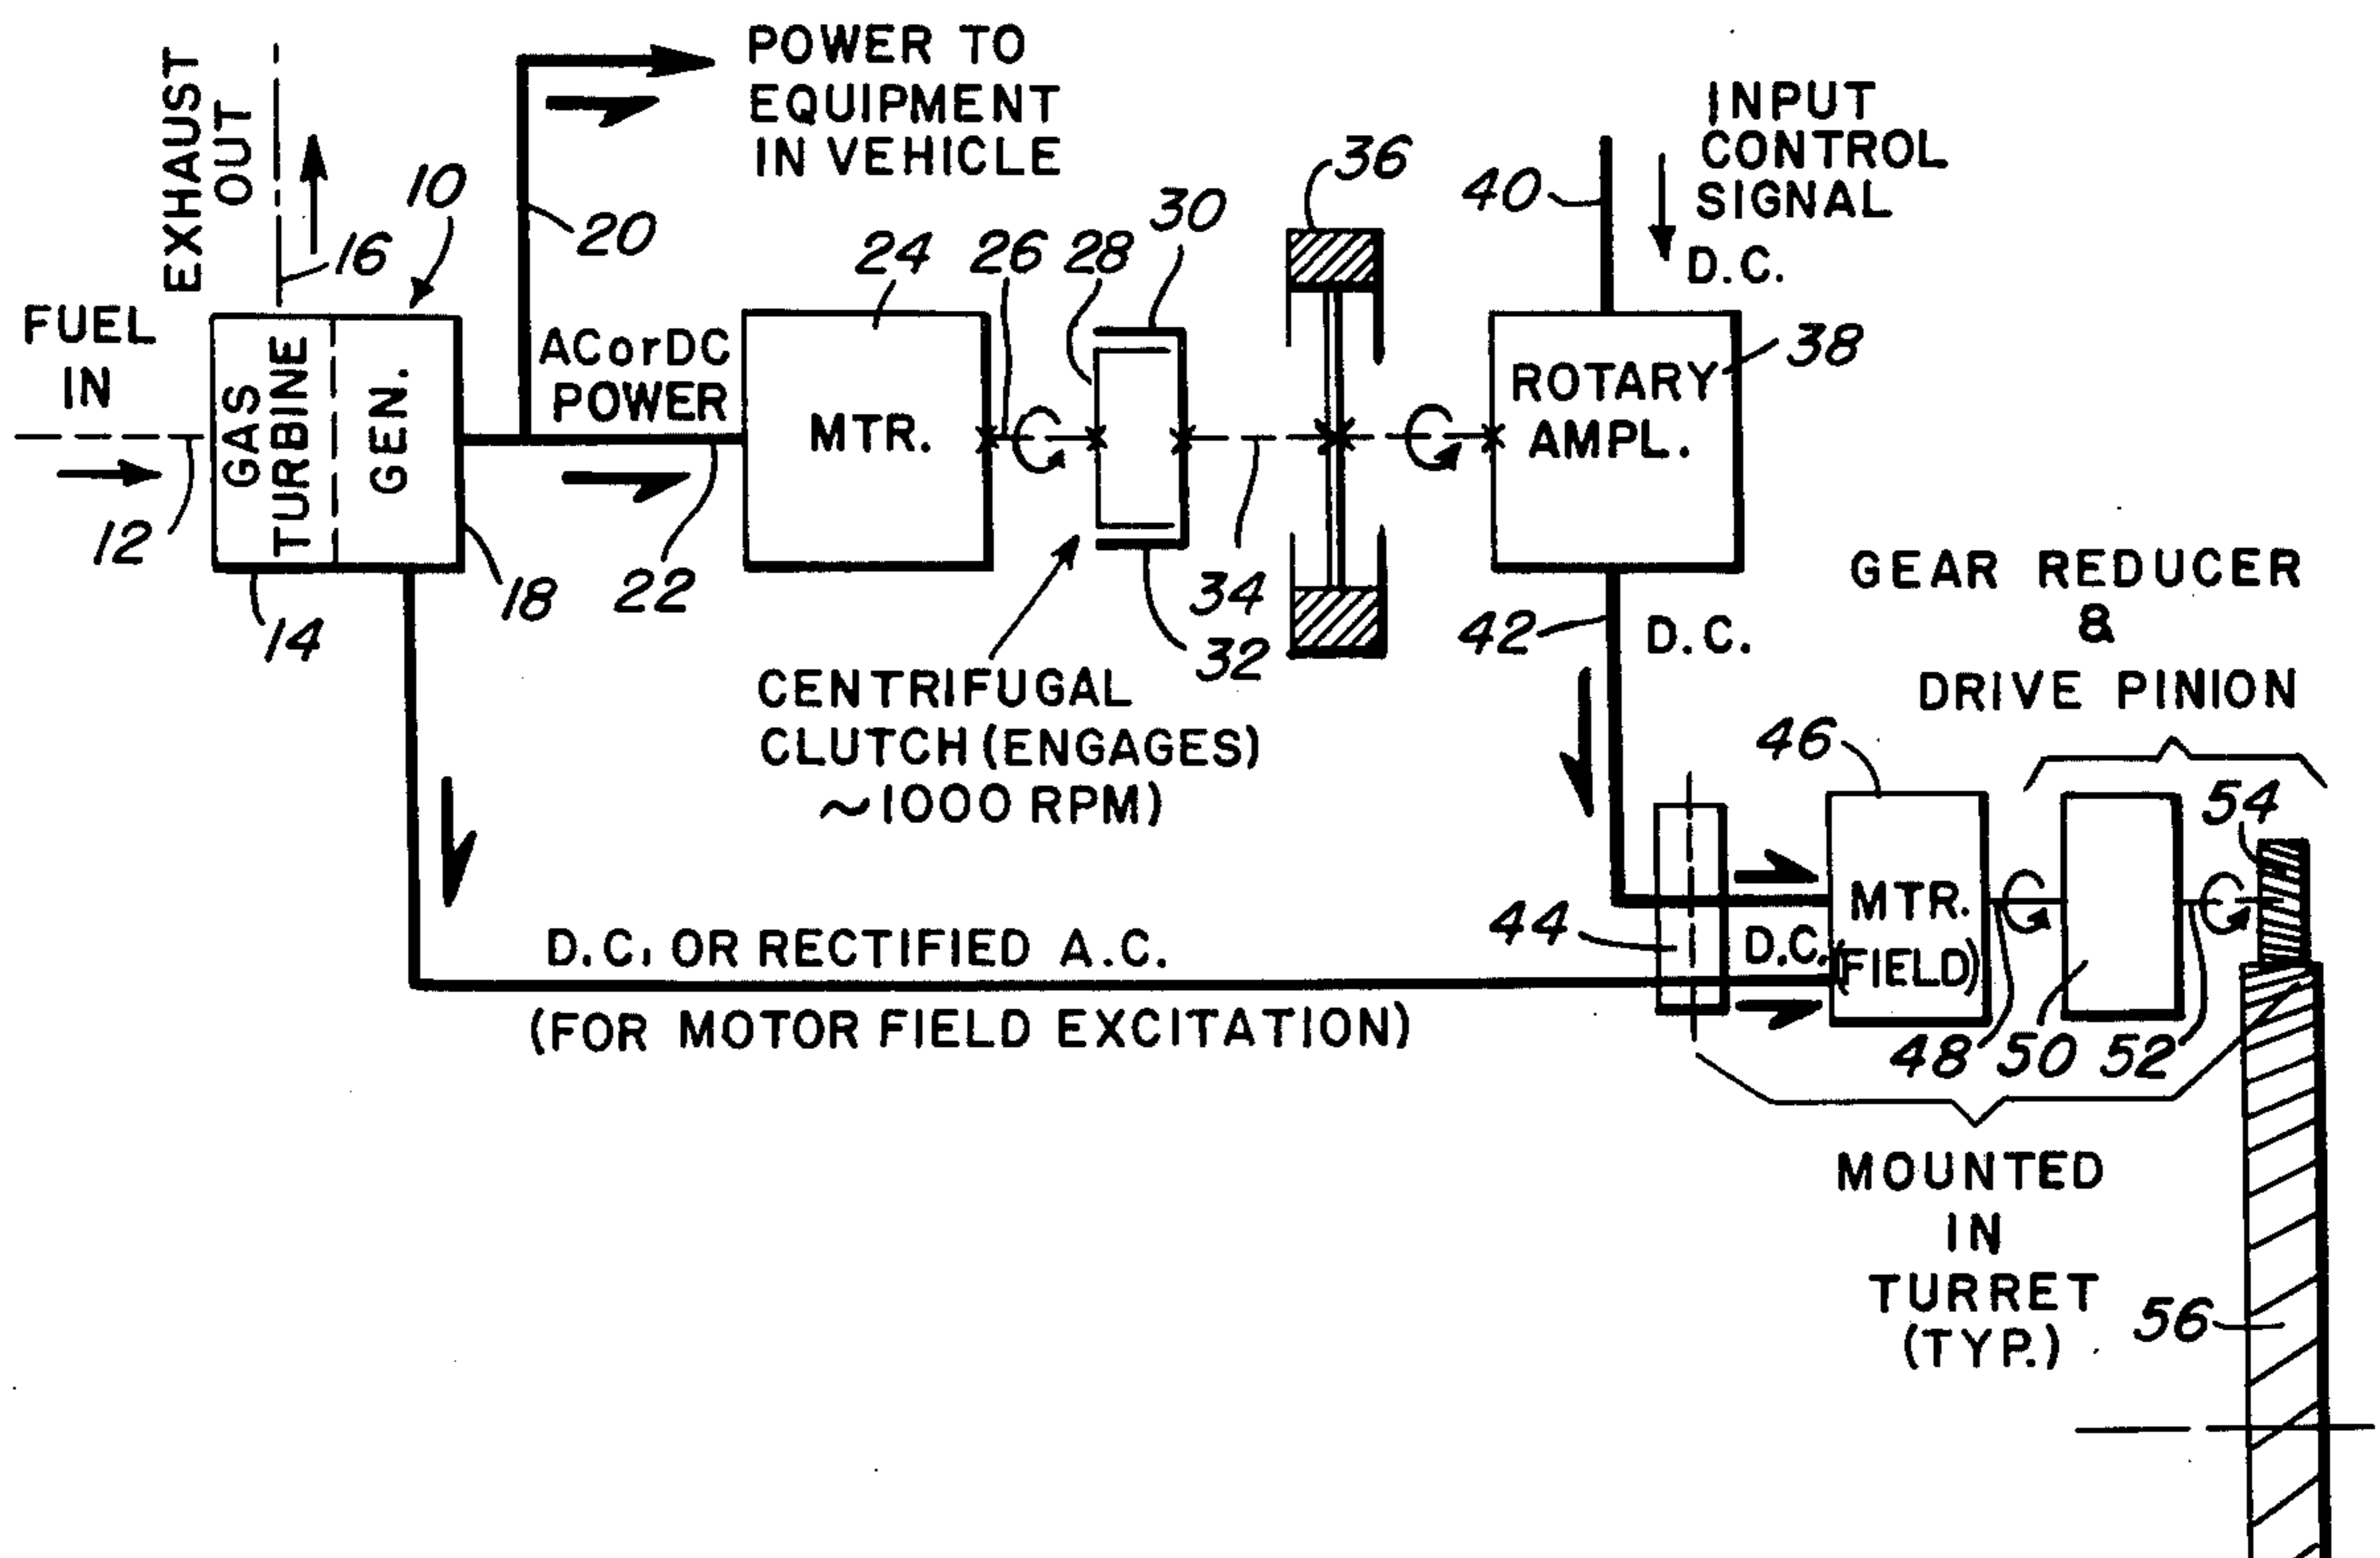 EXHAUST
OUT
POWER TO
EQUIPMENT
IN VEHICLE
INPUT
CONTROL
SIGNAL
D.C.
36
40
10
30
20
16
24
26
28
FUEL
IN
GAS
TURBINE
GEN.
ACorDC
POWER
MTR.
ROTARY
AMPL.
38
12
14
18
22
34
32
42
D.C.
GEAR REDUCER
&
DRIVE PINION
CENTRIFUGAL
CLUTCH (ENGAGES)
~1000 RPM)
46
54
44
MTR.
(FIELD)
D.C.
D.C. OR RECTIFIED A.C.
(FOR MOTOR FIELD EXCITATION)
48
50
52
MOUNTED
IN
TURRET
(TYP.)
56